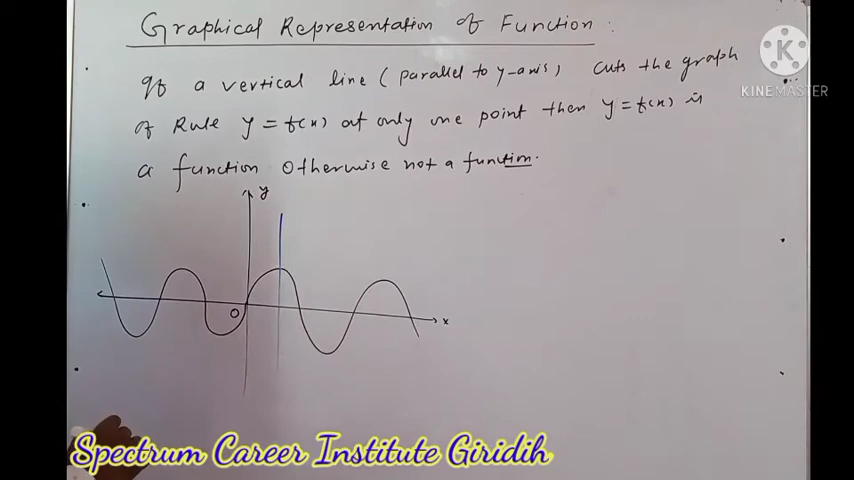 Graphical Representation of Function :
If a vertical line ( parallel to y-axis ) cuts the graph
of Rule y = f(x) at only one point then y = f(x) is
a function Otherwise not a function.
K
KINEMASTER
y
O
x
Spectrum Career Institute Giridih